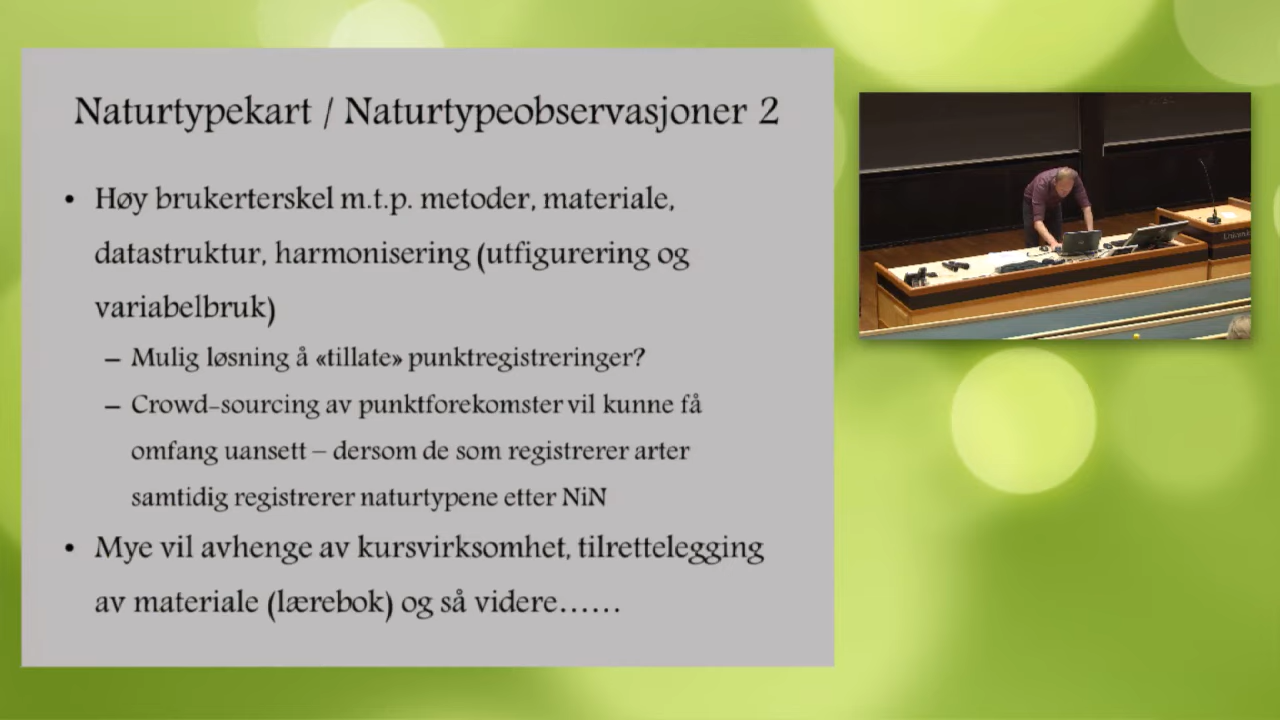 Naturtypekart / Naturtypeobservasjoner 2
• Høy brukerterskel m.t.p. metoder, materiale,
datastruktur, harmonisering (utfigurering og
variabelbruk)
– Mulig løsning å «tillate» punktregistreringer?
– Crowd-sourcing av punktforekomster vil kunne få
omfang uansett – dersom de som registrerer arter
samtidig registrerer naturtypene etter NiN
• Mye vil avhenge av kursvirksomhet, tilrettelegging
av materiale (lærebok) og så videre……